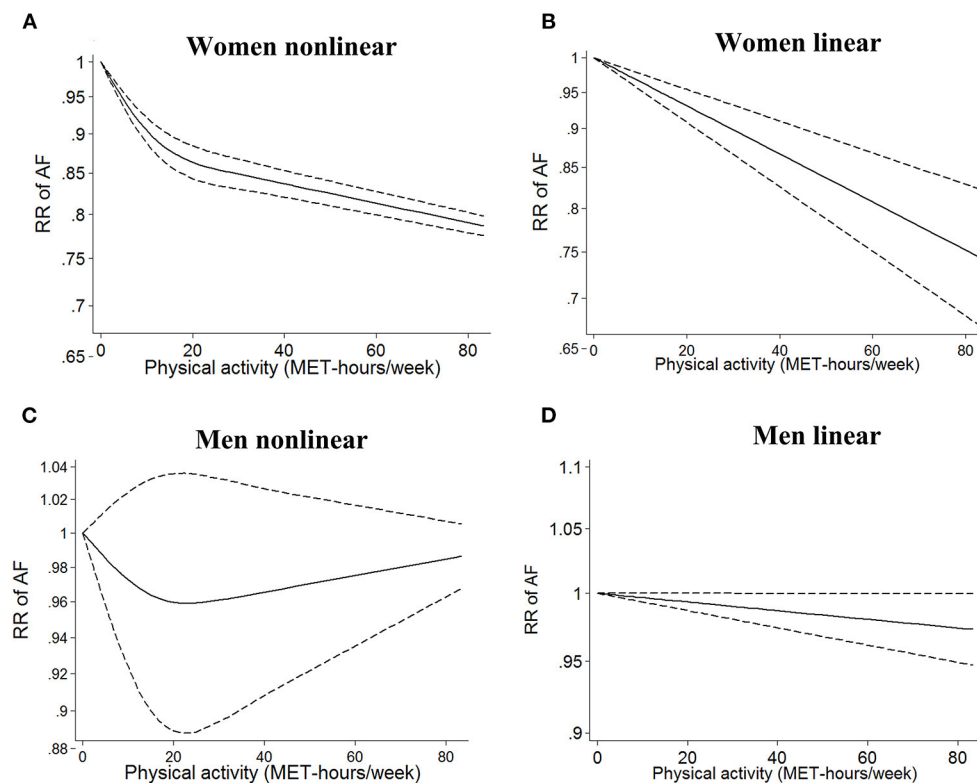 A
Women nonlinear
1
.95
.9
.85
.8
.75
.7
.65
RR of AF
0 20 40 60 80
Physical activity (MET-hours/week)
B
Women linear
1
.95
.9
.85
.8
.75
.7
.65
RR of AF
0 20 40 60 80
Physical activity (MET-hours/week)
C
Men nonlinear
1.04
1.02
1
.98
.96
.94
.92
.9
.88
RR of AF
0 20 40 60 80
Physical activity (MET-hours/week)
D
Men linear
1.1
1.05
1
.95
.9
RR of AF
0 20 40 60 80
Physical activity (MET-hours/week)